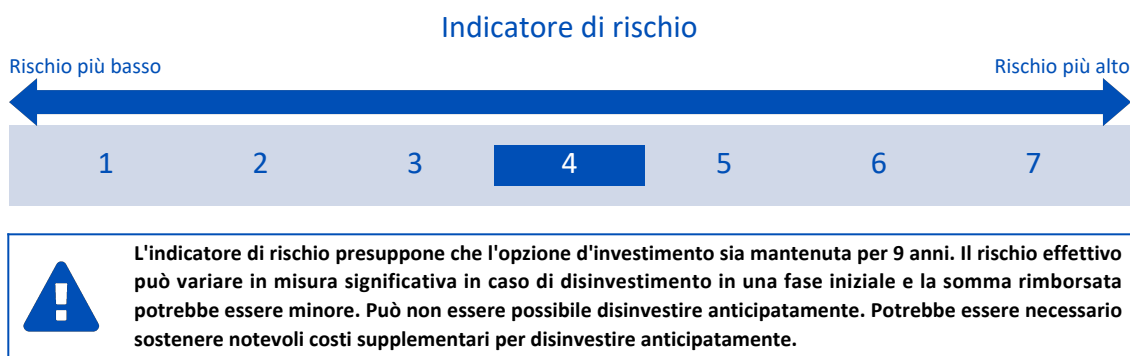 Indicatore di rischio
Rischio più basso Rischio più alto
1 2 3 4 5 6 7
L'indicatore di rischio presuppone che l'opzione d'investimento sia mantenuta per 9 anni. Il rischio effettivo
può variare in misura significativa in caso di disinvestimento in una fase iniziale e la somma rimborsata
potrebbe essere minore. Può non essere possibile disinvestire anticipatamente. Potrebbe essere necessario
sostenere notevoli costi supplementari per disinvestire anticipatamente.